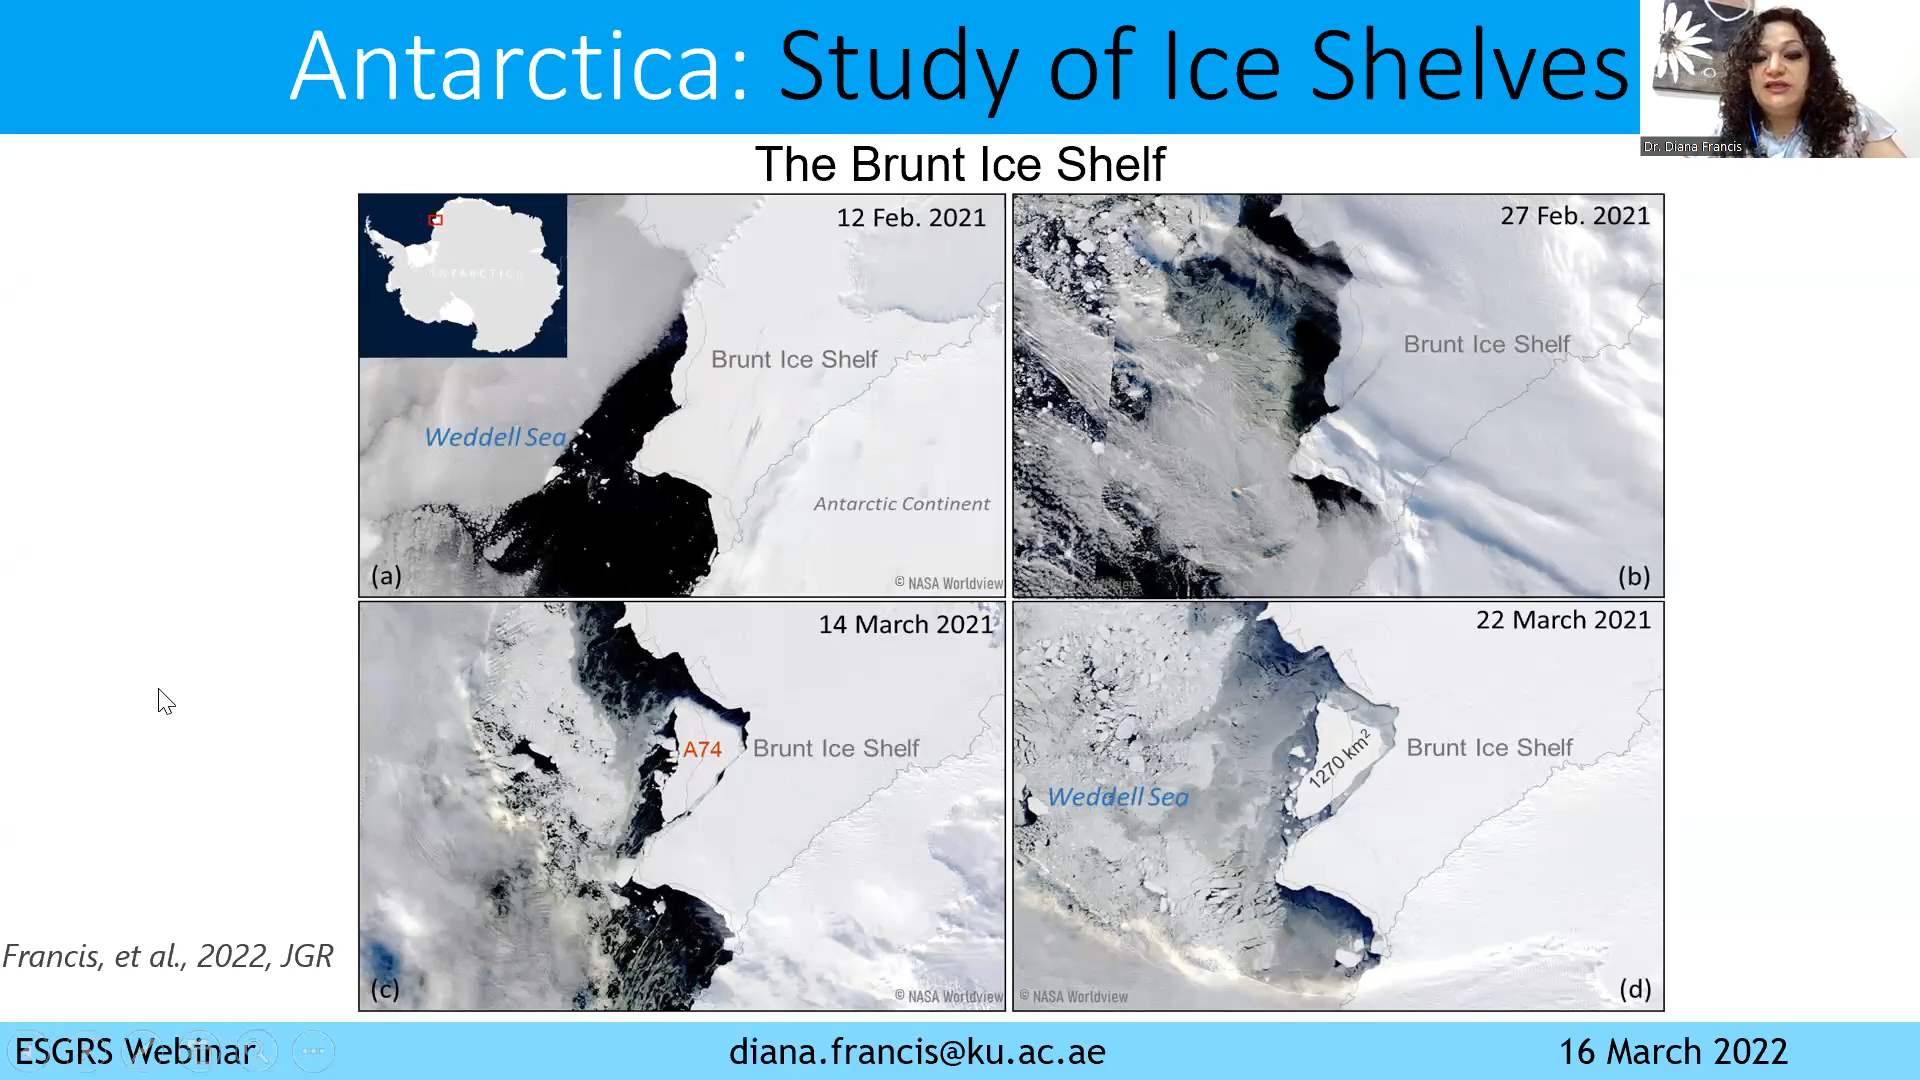 Antarctica: Study of Ice Shelves
Dr. Diana Francis
The Brunt Ice Shelf
12 Feb. 2021
ANTARCTICA
Brunt Ice Shelf
Weddell Sea
Antarctic Continent
(a)
© NASA Worldview
27 Feb. 2021
Brunt Ice Shelf
(b)
14 March 2021
A74
Brunt Ice Shelf
(c)
© NASA Worldview
22 March 2021
1270 km²
Brunt Ice Shelf
Weddell Sea
© NASA Worldview
(d)
Francis, et al., 2022, JGR
ESGRS Webinar
diana.francis@ku.ac.ae
16 March 2022